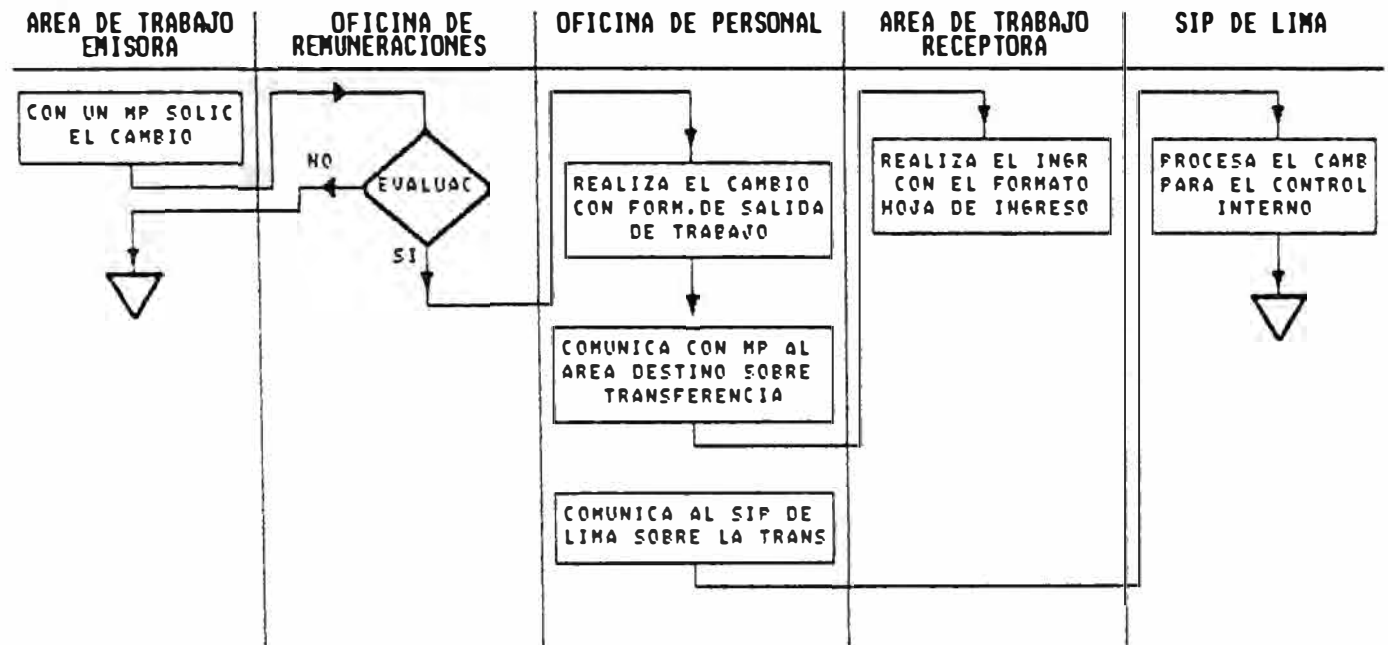 AREA DE TRABAJO
EMISORA
OFICINA DE
REMUNERACIONES
OFICINA DE PERSONAL
AREA DE TRABAJO
RECEPTORA
SIP DE LIMA
CON UN MP SOLIC
EL CAMBIO
NO
EVALUAC
SI
REALIZA EL CAMBIO
CON FORM.DE SALIDA
DE TRABAJO
COMUNICA CON MP AL
AREA DESTINO SOBRE
TRANSFERENCIA
COMUNICA AL SIP DE
LIMA SOBRE LA TRANS
REALIZA EL INGR
CON EL FORMATO
HOJA DE INGRESO
PROCESA EL CAMB
PARA EL CONTROL
INTERNO